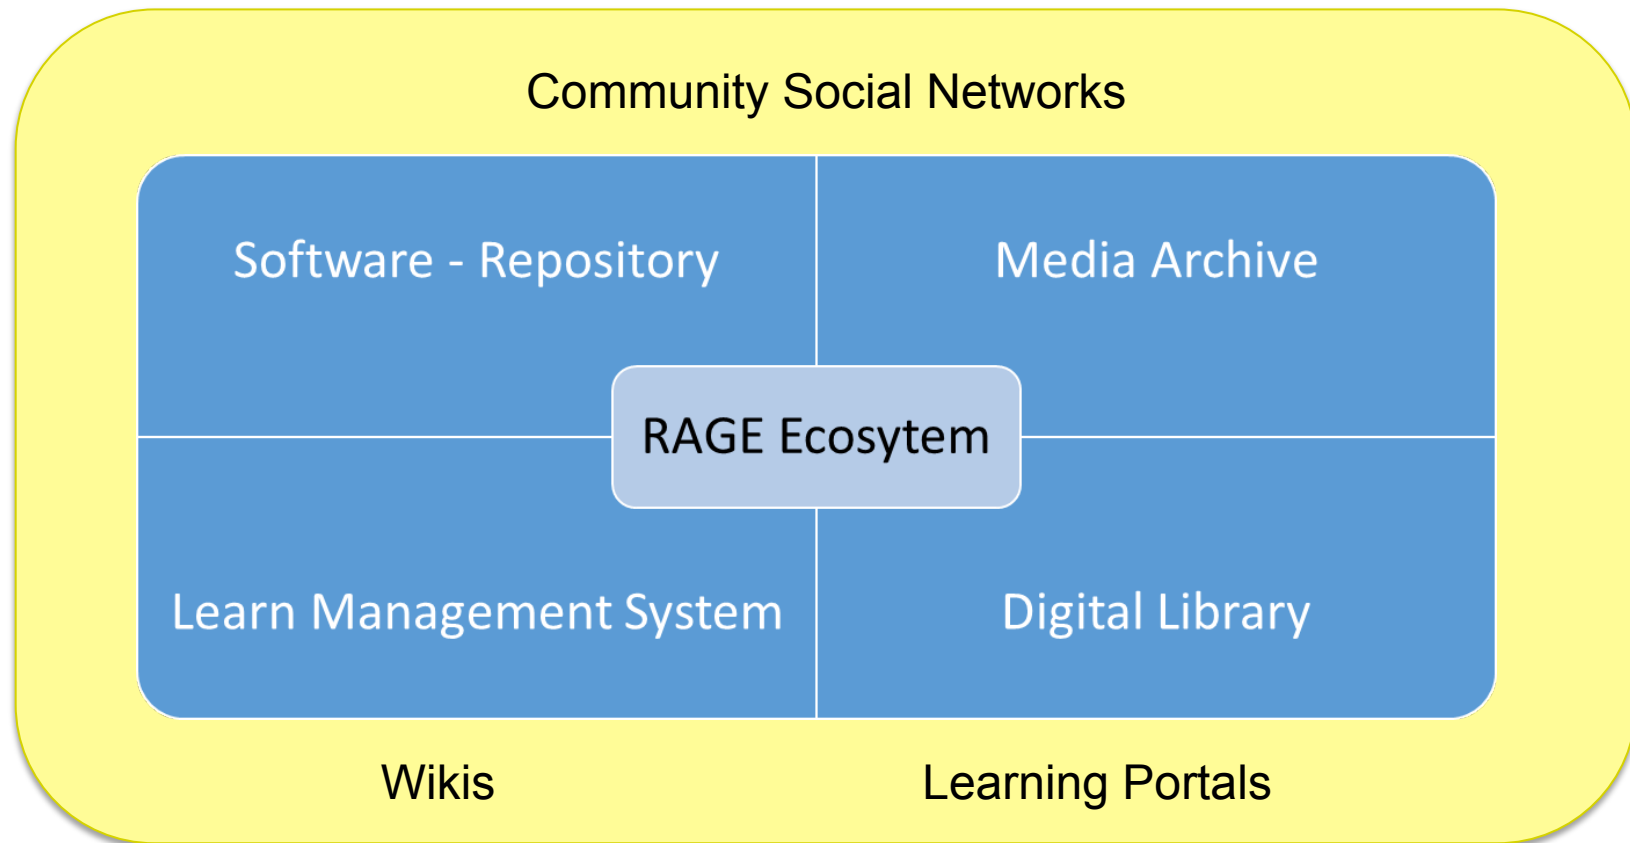 Community Social Networks
Software - Repository
Media Archive
RAGE Ecosytem
Learn Management System
Digital Library
Wikis
Learning Portals